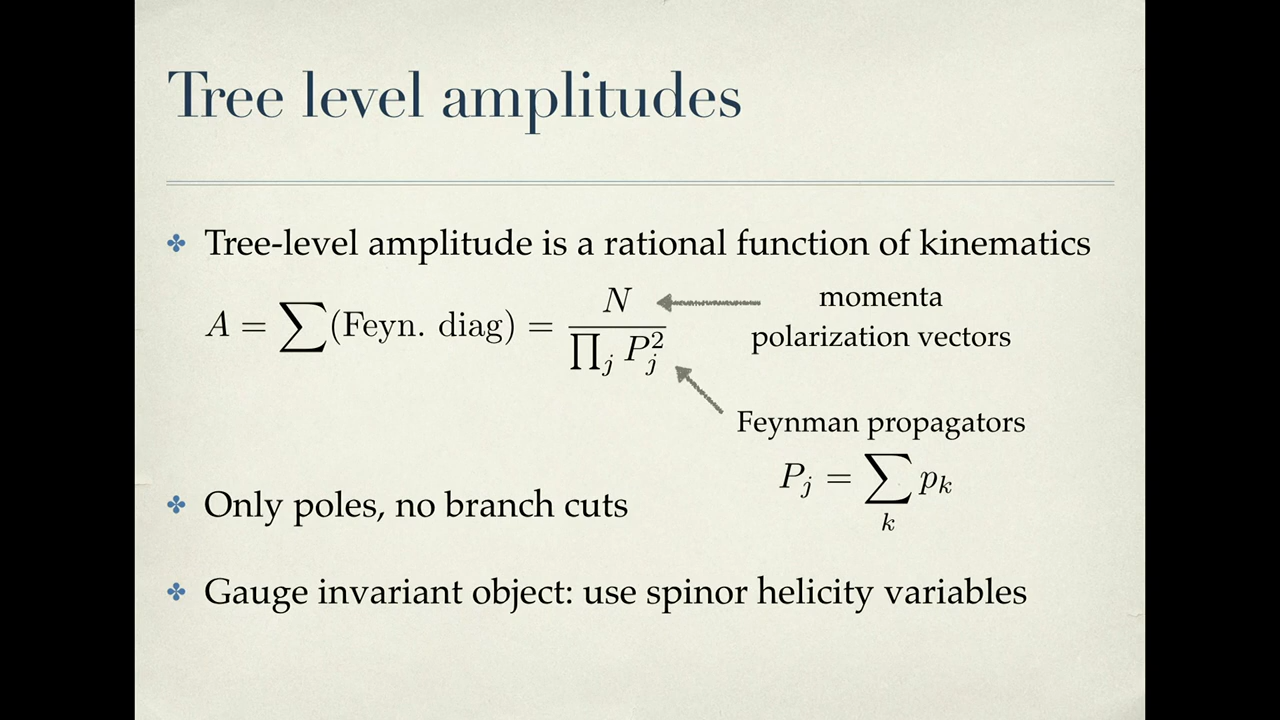 Tree level amplitudes
✤ Tree-level amplitude is a rational function of kinematics
A = ∑(Feyn. diag) = N / ∏_j P_j^2
momenta
polarization vectors
Feynman propagators
P_j = ∑_k p_k
✤ Only poles, no branch cuts
✤ Gauge invariant object: use spinor helicity variables